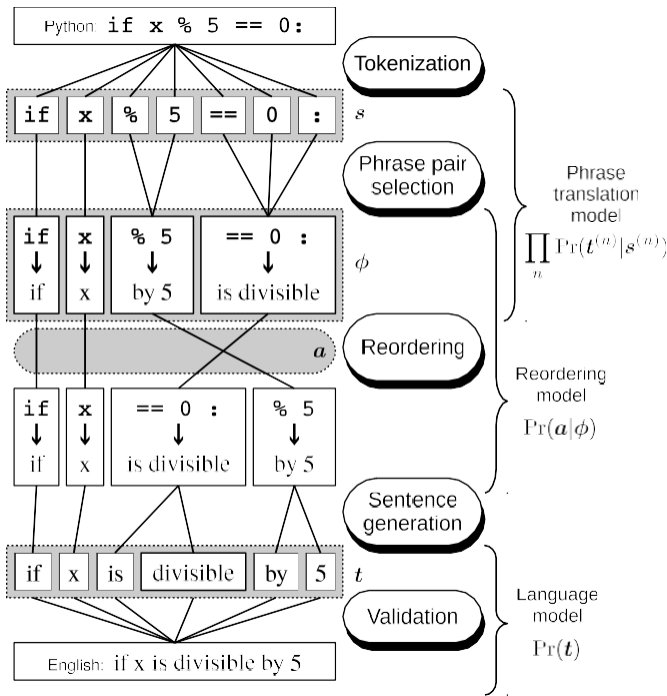 Python: if x % 5 == 0:
Tokenization
if x % 5 == 0 : s
Phrase pair
selection
Phrase
translation
model
∏ₙ Pr(t⁽ⁿ⁾|s⁽ⁿ⁾)
if x % 5 == 0 :
↓ ↓ ↓ ↓
if x by 5 is divisible
ϕ
a
Reordering
Reordering
model
Pr(a|ϕ)
if x == 0 : % 5
↓ ↓ ↓ ↓
if x is divisible by 5
Sentence
generation
if x is divisible by 5 t
Validation
Language
model
Pr(t)
English: if x is divisible by 5